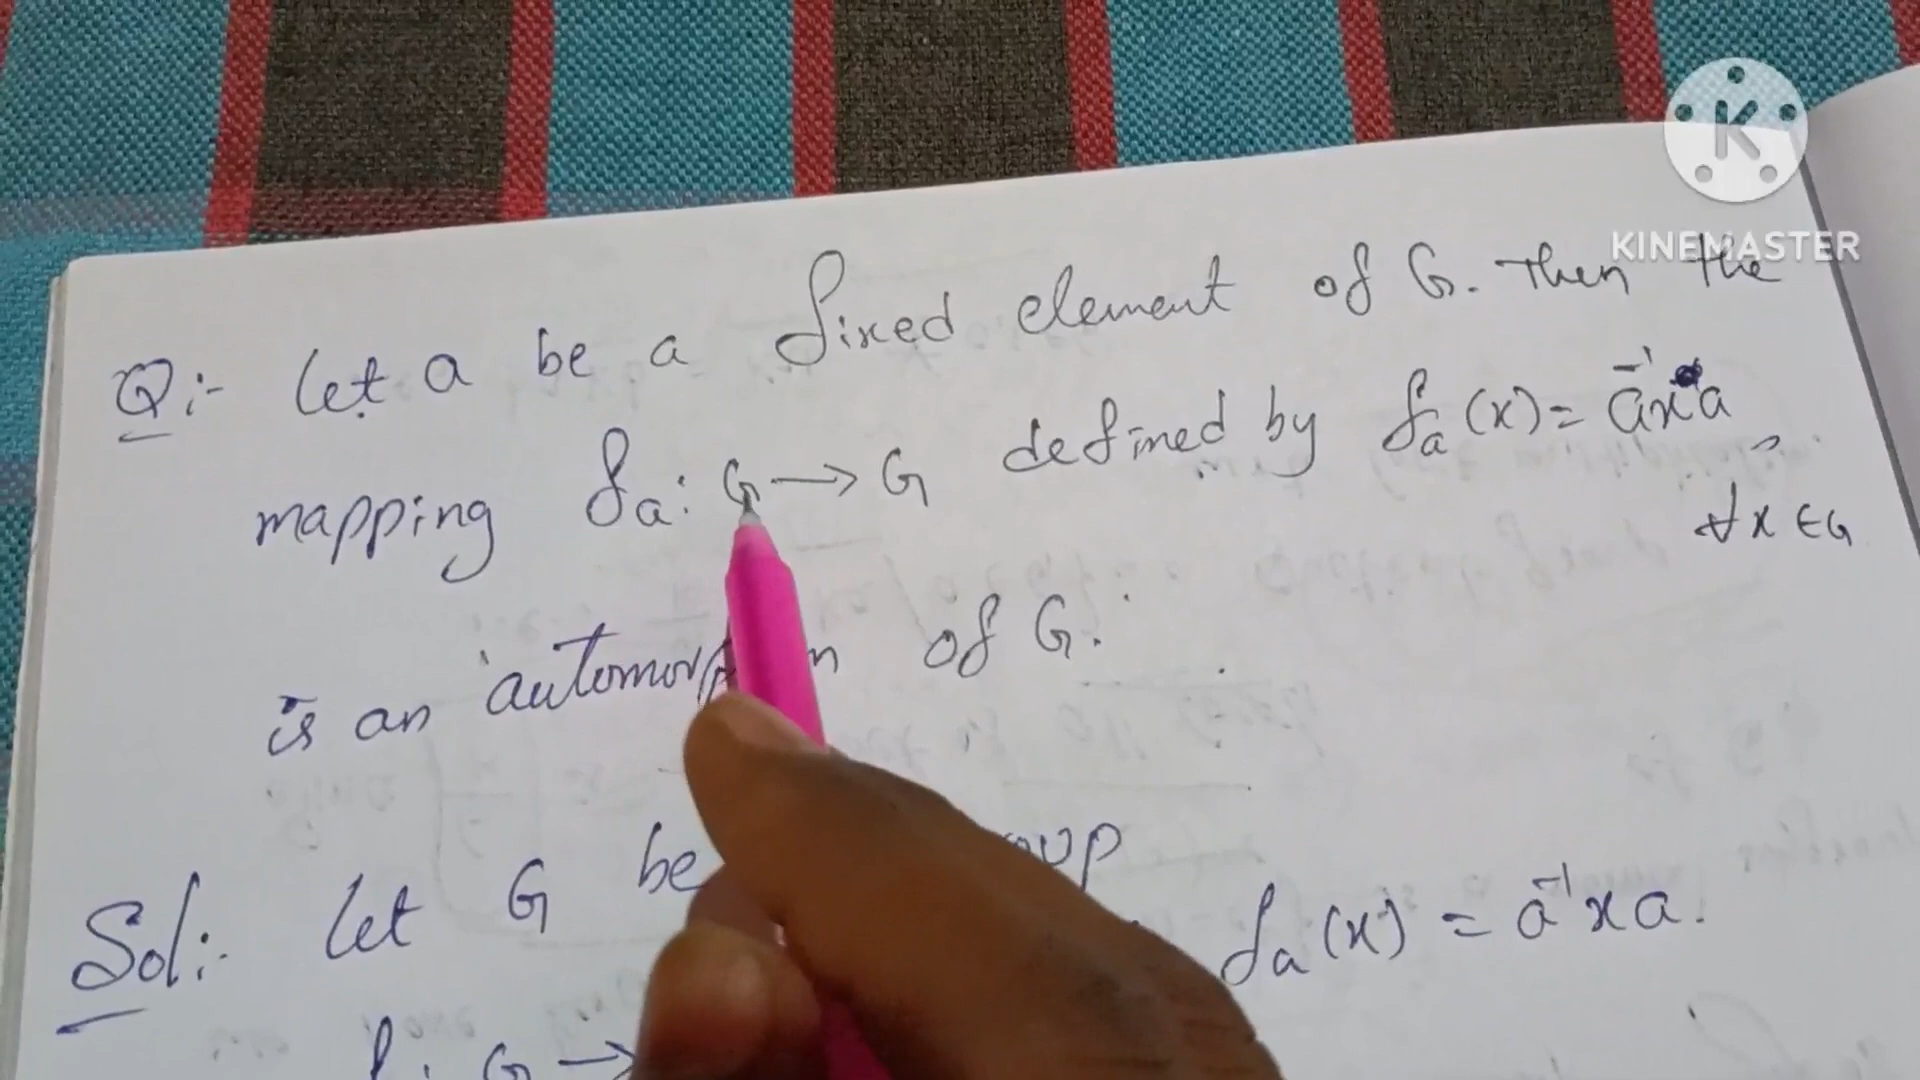 KINEMASTER
Q:- Let a be a fixed element of G. Then the
mapping fa: G → G defined by fa(x) = a⁻¹xa,
∀x ∈ G
is an of G.
Sol:- Let G be
fa(x) = a⁻¹xa.
G →